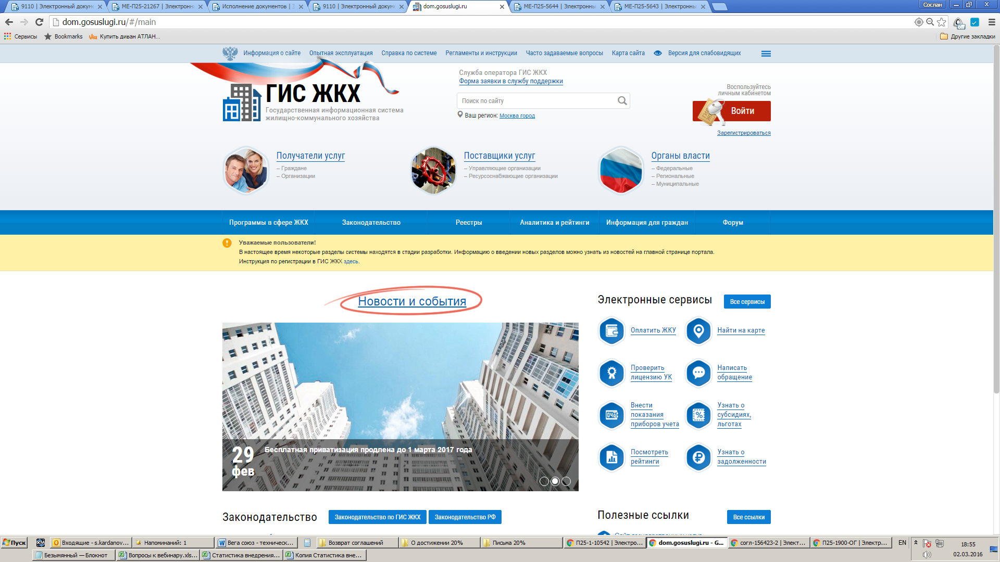 9110 | Электронный докум
МЕ-П25-21267 | Электронн
Исполнение документов | Э
9110 | Электронный докум
dom.gosuslugi.ru
МЕ-П25-5644 | Электронны
МЕ-П25-5643 | Электронны
Сослан
dom.gosuslugi.ru/#/main
Сервисы
Bookmarks
Купить диван АТЛАН...
Другие закладки
Информация о сайте
Опытная эксплуатация
Справка по системе
Регламенты и инструкции
Часто задаваемые вопросы
Карта сайта
Версия для слабовидящих
ГИС ЖКХ
Государственная информационная система
жилищно-коммунального хозяйства
Служба оператора ГИС ЖКХ
Форма заявки в службу поддержки
Поиск по сайту
Ваш регион: Москва город
Воспользуйтесь
личным кабинетом
Войти
Зарегистрироваться
Получатели услуг
– Граждане
– Организации
Поставщики услуг
– Управляющие организации
– Ресурсоснабжающие организации
Органы власти
– Федеральные
– Региональные
– Муниципальные
Программы в сфере ЖКХ
Законодательство
Реестры
Аналитика и рейтинги
Информация для граждан
Форум
Уважаемые пользователи!
В настоящее время некоторые разделы системы находятся в стадии разработки. Информацию о введении новых разделов можно узнать из новостей на главной странице портала.
Инструкция по регистрации в ГИС ЖКХ здесь.
Новости и события
29
фев
Бесплатная приватизация продлена до 1 марта 2017 года
Электронные сервисы
Все сервисы
Оплатить ЖКУ
Найти на карте
Проверить
лицензию УК
Написать
обращение
Внести
показания
приборов учета
Узнать о
субсидиях,
льготах
Посмотреть
рейтинги
Узнать о
задолженности
Законодательство
Законодательство по ГИС ЖКХ
Законодательство РФ
Полезные ссылки
Все ссылки
Пуск
Входящие - s.kardanov...
Напоминаний: 1
Вега союз - техническ...
Возврат соглашений
О достижении 20%
Письма 20%
П25-1-10542 | Электро...
dom.gosuslugi.ru - G...
согл-156423-2 | Элект...
П25-1900-ОГ | Электр...
EN
18:55
02.03.2016
Безымянный — Блокнот
Вопросы к вебинару.xls...
Статистика внедрения...
Копия Статистика вне...